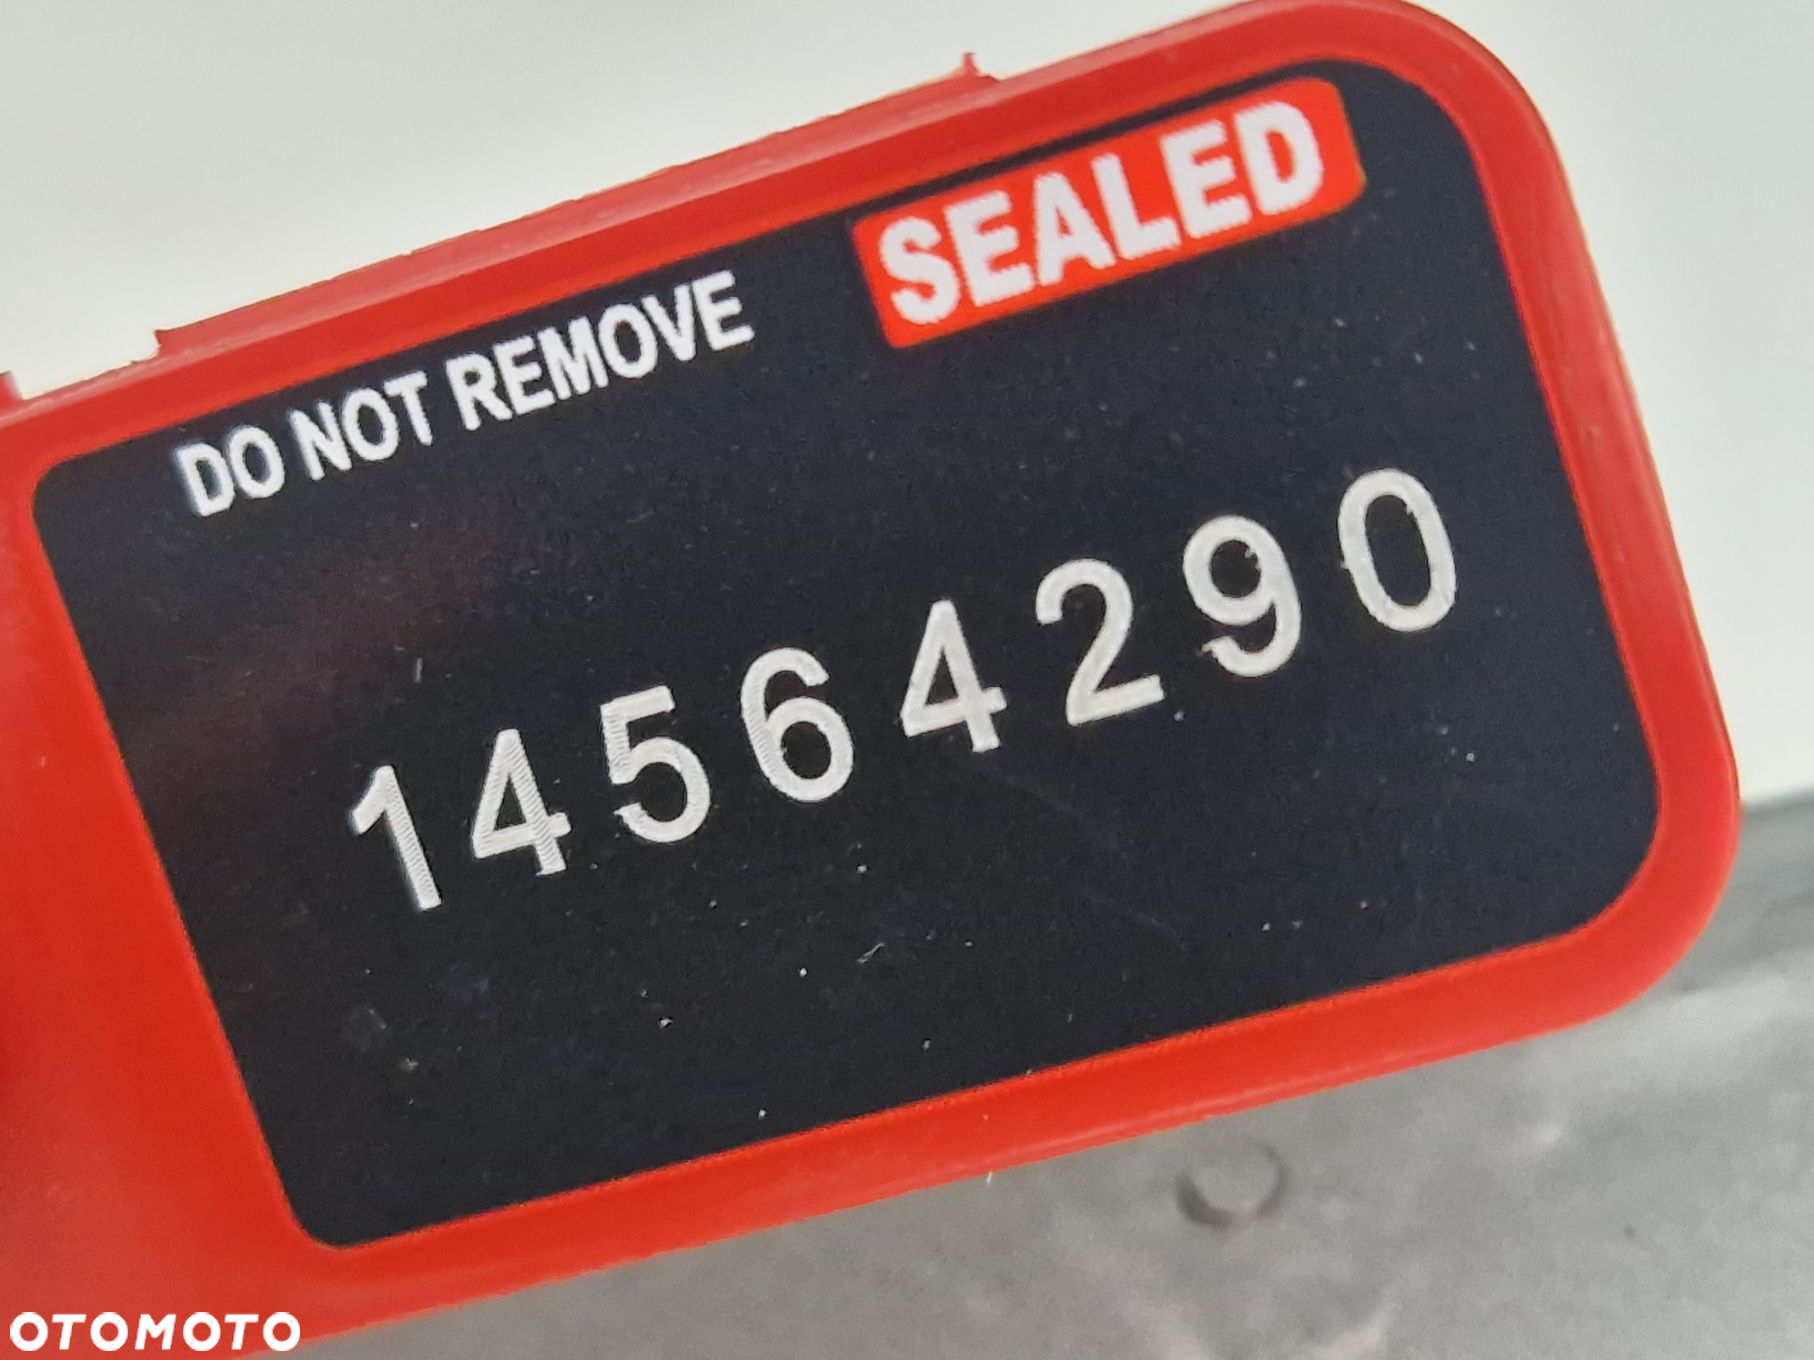 DO NOT REMOVE
SEALED
14564290
OTOMOTO